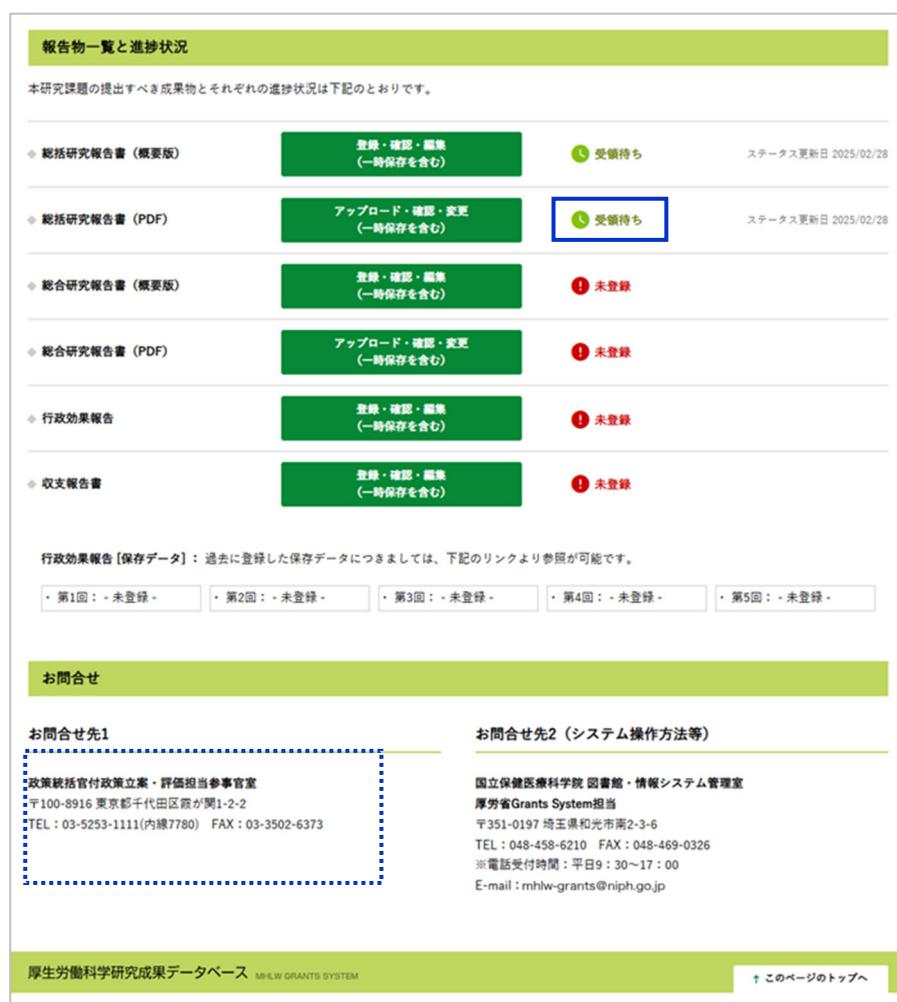 報告物一覧と進捗状況
本研究課題の提出すべき成果物とそれぞれの進捗状況は下記のとおりです。
総括研究報告書（概要版） 登録・確認・編集 （一時保存を含む） 受領待ち ステータス更新日 2025/02/28
総括研究報告書（PDF） アップロード・確認・変更 （一時保存を含む） 受領待ち ステータス更新日 2025/02/28
総合研究報告書（概要版） 登録・確認・編集 （一時保存を含む） 未登録
総合研究報告書（PDF） アップロード・確認・変更 （一時保存を含む） 未登録
行政効果報告 登録・確認・編集 （一時保存を含む） 未登録
収支報告書 登録・確認・編集 （一時保存を含む） 未登録
行政効果報告 [保存データ] ： 過去に登録した保存データにつきましては、下記のリンクより参照が可能です。
・ 第1回： - 未登録 - ・ 第2回： - 未登録 - ・ 第3回： - 未登録 - ・ 第4回： - 未登録 - ・ 第5回： - 未登録 -
お問合せ
お問合せ先1
政策統括官付政策立案・評価担当参事官室
〒100-8916 東京都千代田区霞が関1-2-2
TEL：03-5253-1111(内線7780) FAX：03-3502-6373
お問合せ先2（システム操作方法等）
国立保健医療科学院 図書館・情報システム管理室
厚労省Grants System担当
〒351-0197 埼玉県和光市南2-3-6
TEL：048-458-6210 FAX：048-469-0326
※電話受付時間：平日9：30～17：00
E-mail：mhlw-grants@niph.go.jp
厚生労働科学研究成果データベース MHLW GRANTS SYSTEM
↑ このページのトップへ